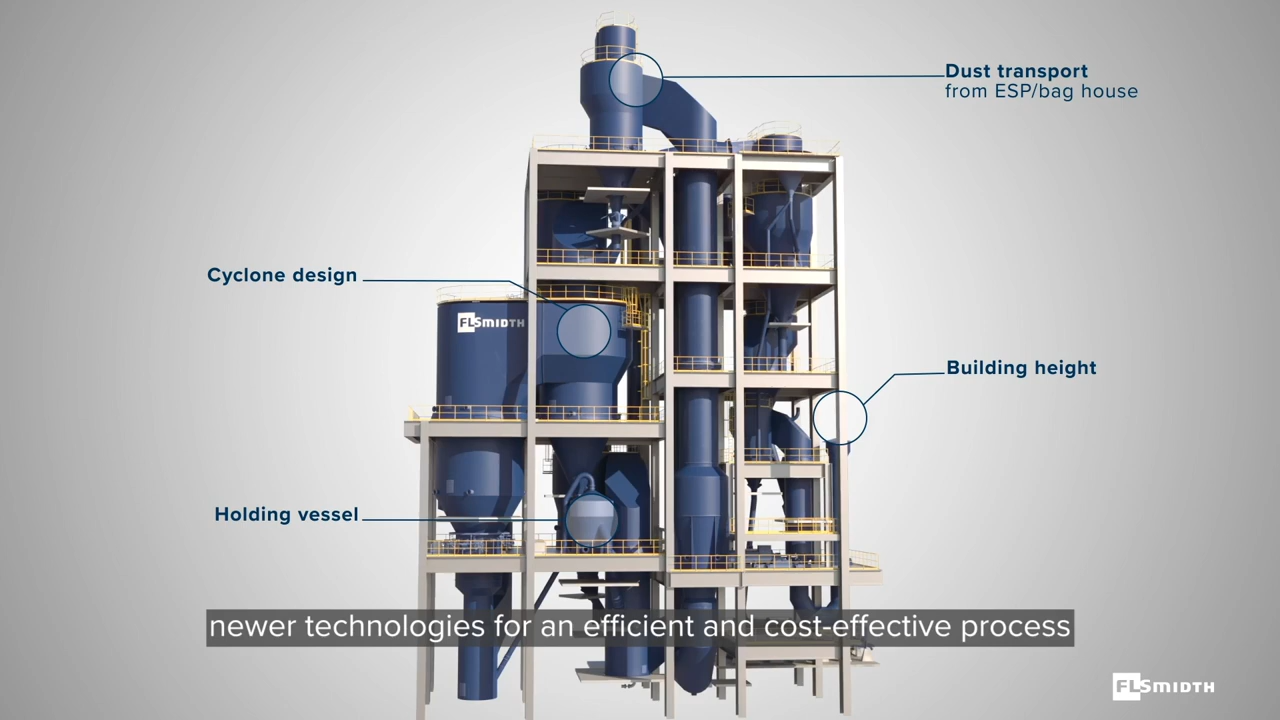 Dust transport
from ESP/bag house
Cyclone design
FLSMIDTH
Building height
Holding vessel
newer technologies for an efficient and cost-effective process
FLSMIDTH